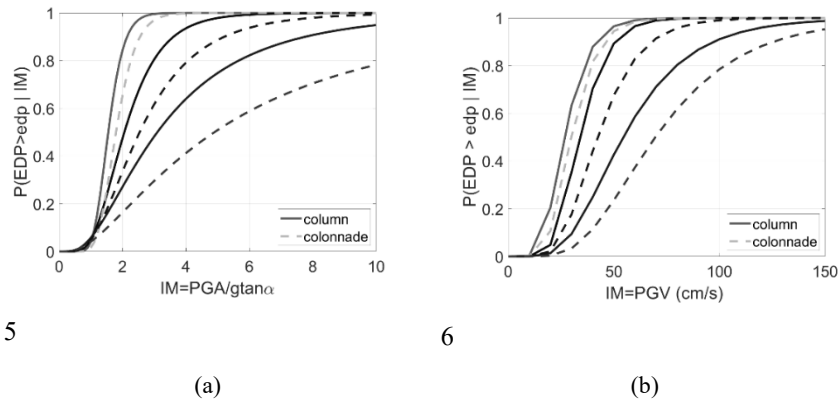 1
0.8
0.6
0.4
0.2
0
P(EDP>edp | IM)
column
colonnade
0 2 4 6 8 10
IM=PGA/gtanα
1
0.8
0.6
0.4
0.2
0
P(EDP > edp | IM)
column
colonnade
0 50 100 150
IM=PGV (cm/s)
5 6
(a) (b)